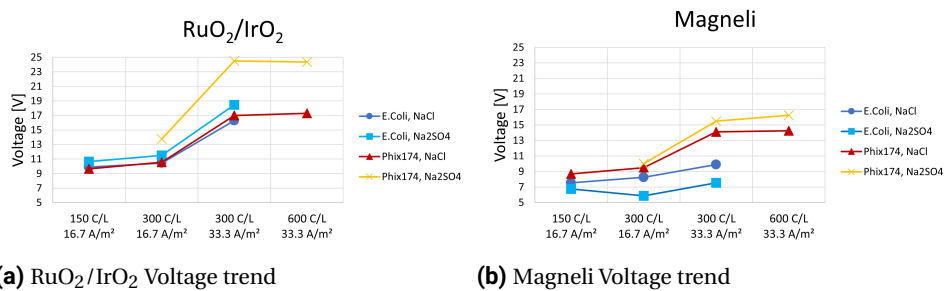 RuO₂/IrO₂
25
23
21
19
17
15
13
11
9
7
5
Voltage [V]
150 C/L 300 C/L 300 C/L 600 C/L
16.7 A/m² 16.7 A/m² 33.3 A/m² 33.3 A/m²
E.Coli, NaCl
E.Coli, Na2SO4
Phix174, NaCl
Phix174, Na2SO4
(a) RuO₂/IrO₂ Voltage trend
Magneli
25
23
21
19
17
15
13
11
9
7
5
Voltage [V]
150 C/L 300 C/L 300 C/L 600 C/L
16.7 A/m² 16.7 A/m² 33.3 A/m² 33.3 A/m²
E.Coli, NaCl
E.Coli, Na2SO4
Phix174, NaCl
Phix174, Na2SO4
(b) Magneli Voltage trend